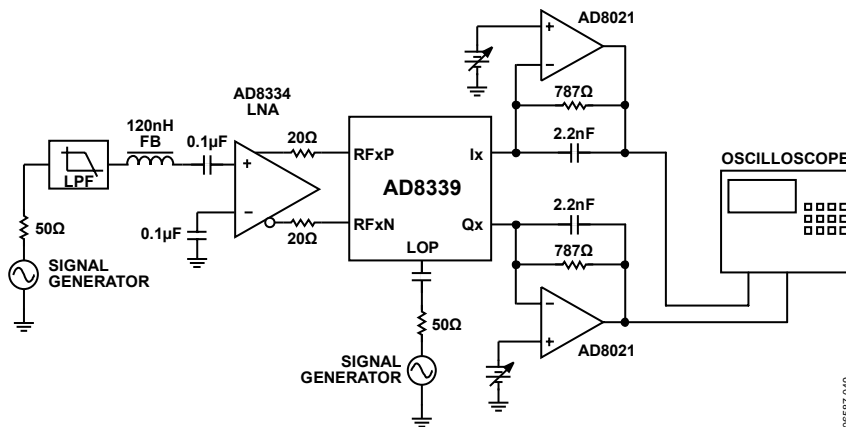 AD8021
787Ω
2.2nF
AD8334
LNA
120nH
FB
0.1µF
20Ω
LPF
RFxP
Ix
AD8339
RFxN
Qx
LOP
OSCILLOSCOPE
50Ω
SIGNAL
GENERATOR
0.1µF
20Ω
2.2nF
787Ω
AD8021
50Ω
SIGNAL
GENERATOR